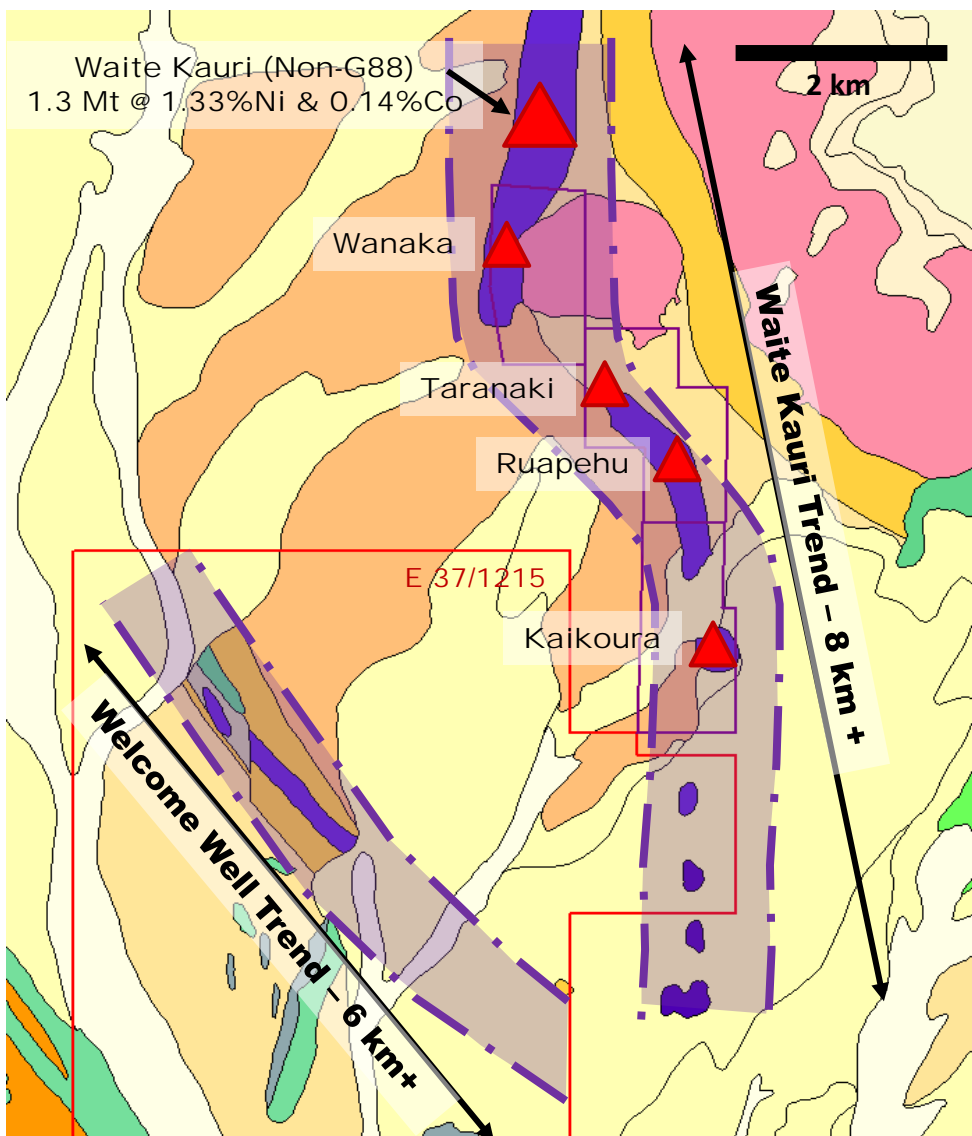 Waite Kauri (Non-G88)
1.3 Mt @ 1.33%Ni & 0.14%Co
2 km
Wanaka
Taranaki
Ruapehu
Waite Kauri Trend – 8 km +
E 37/1215
Kaikoura
Welcome Well Trend – 6 km+